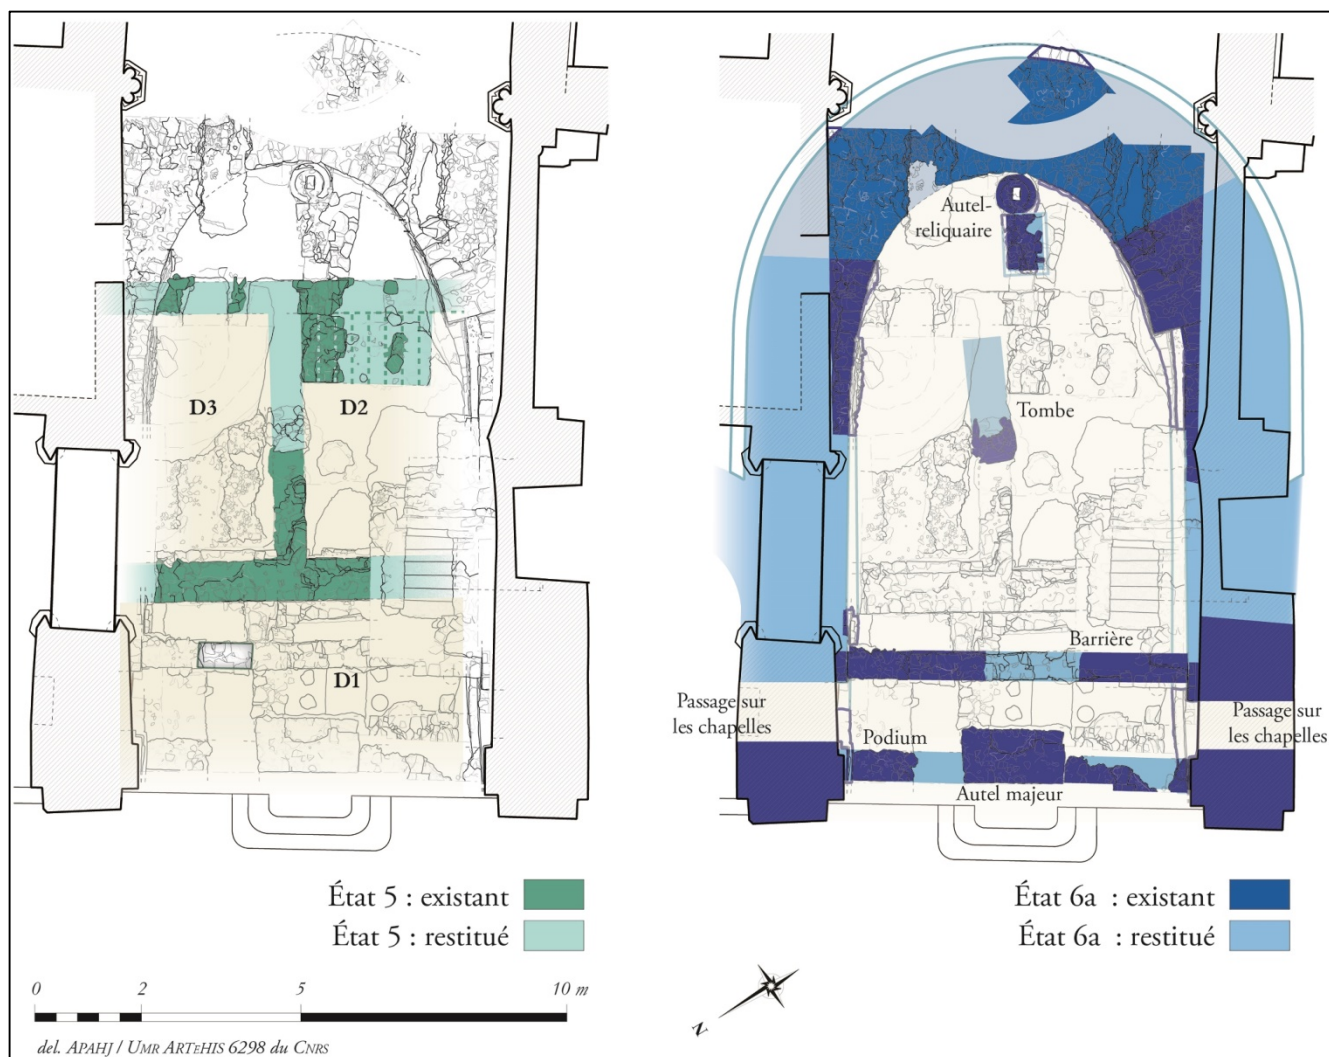 D3
D2
D1
Autel-
reliquaire
Tombe
Barrière
Passage sur
les chapelles
Podium
Passage sur
les chapelles
Autel majeur
État 5 : existant
État 5 : restitué
État 6a : existant
État 6a : restitué
0 2 5 10 m
N
del. APAHJ / UMR ARTEHIS 6298 du CNRS